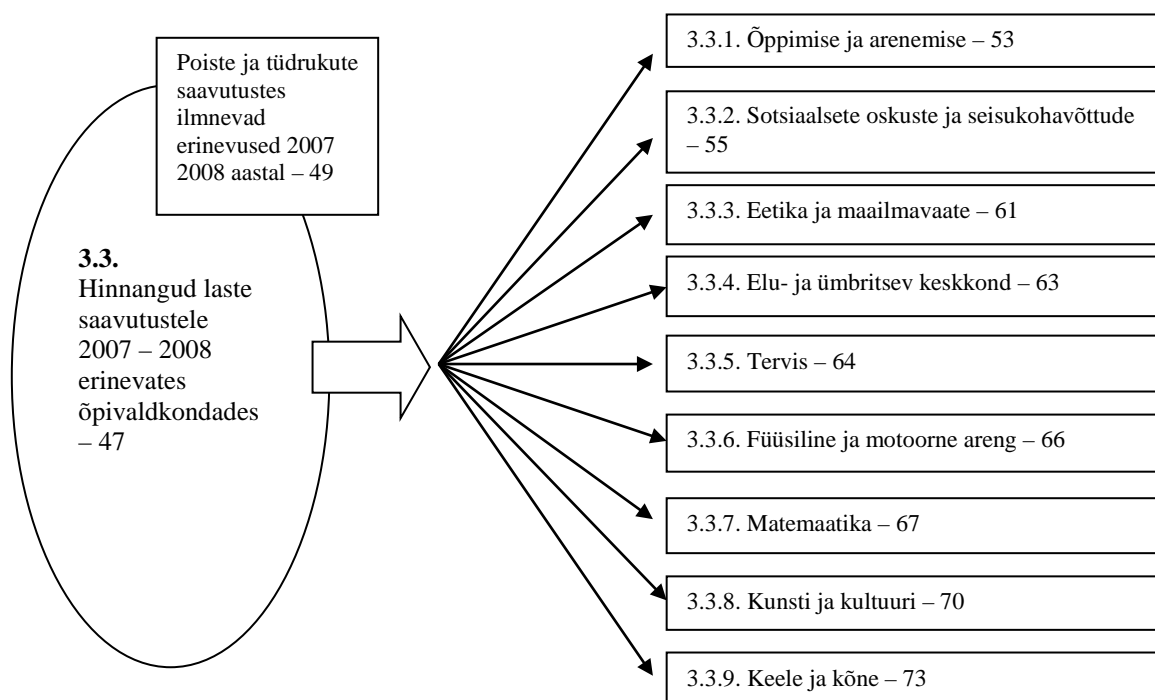 Poiste ja tüdrukute
saavutustes
ilmnevad
erinevused 2007
2008 aastal – 49
3.3.
Hinnangud laste
saavutustele
2007 – 2008
erinevates
õpivaldkondades
– 47
3.3.1. Õppimise ja arenemise – 53
3.3.2. Sotsiaalsete oskuste ja seisukohavõttude
– 55
3.3.3. Eetika ja maailmavaate – 61
3.3.4. Elu- ja ümbritsev keskkond – 63
3.3.5. Tervis – 64
3.3.6. Füüsiline ja motoorne areng – 66
3.3.7. Matemaatika – 67
3.3.8. Kunsti ja kultuuri – 70
3.3.9. Keele ja kõne – 73